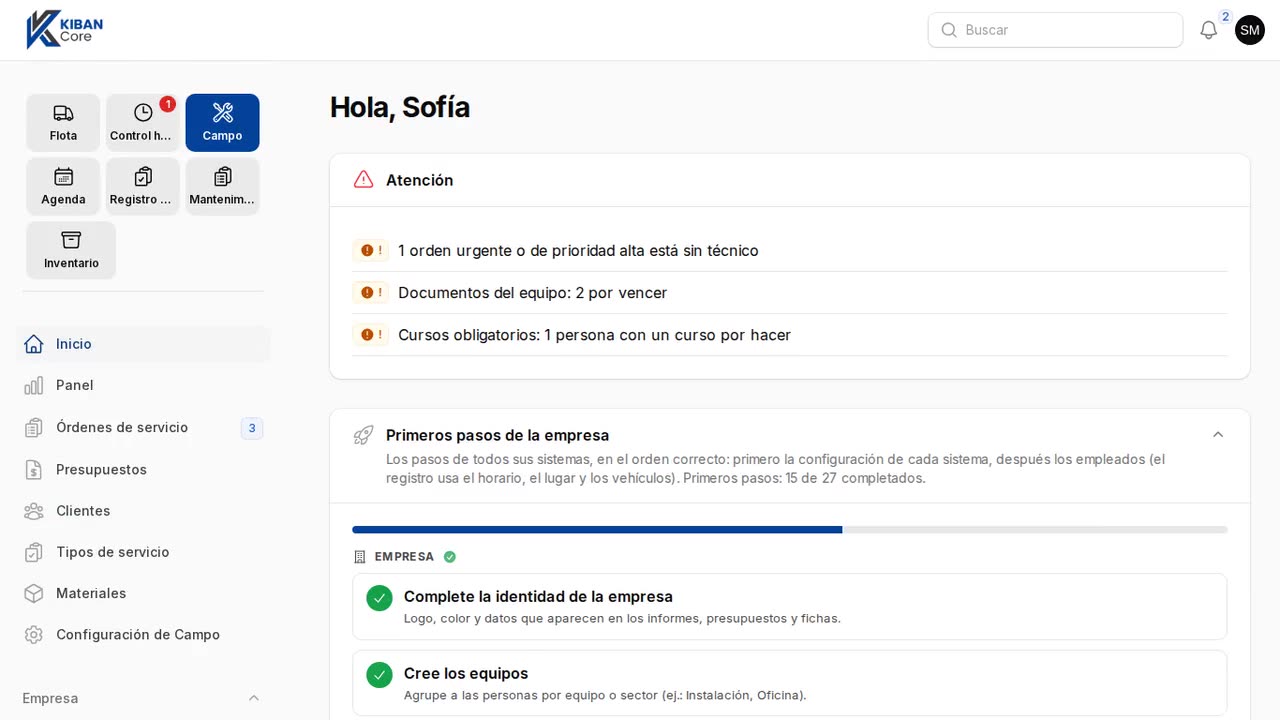 KIBAN
Core
Buscar
2
SM
Flota
Control h...
1
Campo
Agenda
Registro ...
Mantenim...
Inventario
Inicio
Panel
Órdenes de servicio
3
Presupuestos
Clientes
Tipos de servicio
Materiales
Configuración de Campo
Empresa
Hola, Sofía
Atención
! 1 orden urgente o de prioridad alta está sin técnico
! Documentos del equipo: 2 por vencer
! Cursos obligatorios: 1 persona con un curso por hacer
Primeros pasos de la empresa
Los pasos de todos sus sistemas, en el orden correcto: primero la configuración de cada sistema, después los empleados (el
registro usa el horario, el lugar y los vehículos). Primeros pasos: 15 de 27 completados.
EMPRESA
Complete la identidad de la empresa
Logo, color y datos que aparecen en los informes, presupuestos y fichas.
Cree los equipos
Agrupe a las personas por equipo o sector (ej.: Instalación, Oficina).